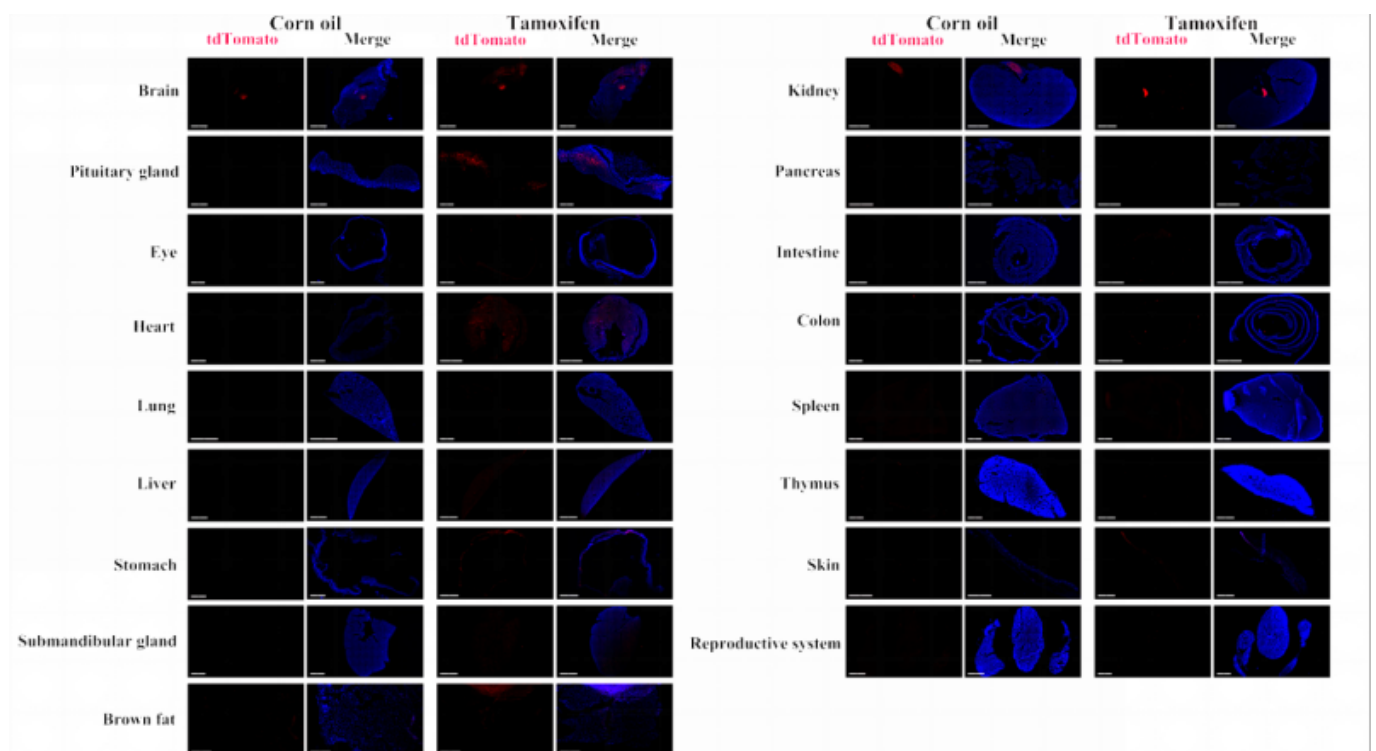 Corn oil Tamoxifen
tdTomato Merge tdTomato Merge
Brain
Pituitary gland
Eye
Heart
Lung
Liver
Stomach
Submandibular gland
Brown fat
Corn oil Tamoxifen
tdTomato Merge tdTomato Merge
Kidney
Pancreas
Intestine
Colon
Spleen
Thymus
Skin
Reproductive system